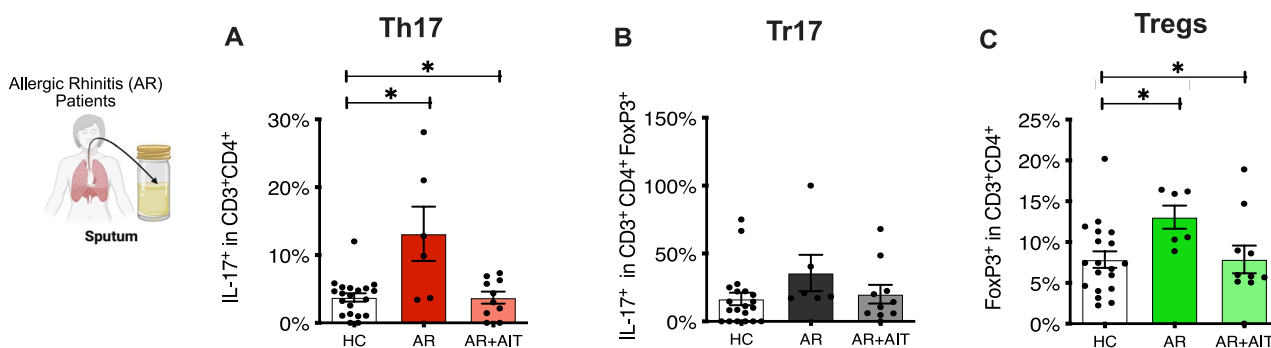 Allergic Rhinitis (AR)
Patients
Sputum
A
Th17
*
*
IL-17⁺ in CD3⁺CD4⁺
30%
20%
10%
0%
HC
AR
AR+AIT
B
Tr17
IL-17⁺ in CD3⁺ CD4⁺ FoxP3⁺
150%
100%
50%
0%
HC
AR
AR+AIT
C
Tregs
*
*
FoxP3⁺ in CD3⁺CD4⁺
25%
20%
15%
10%
5%
0%
HC
AR
AR+AIT